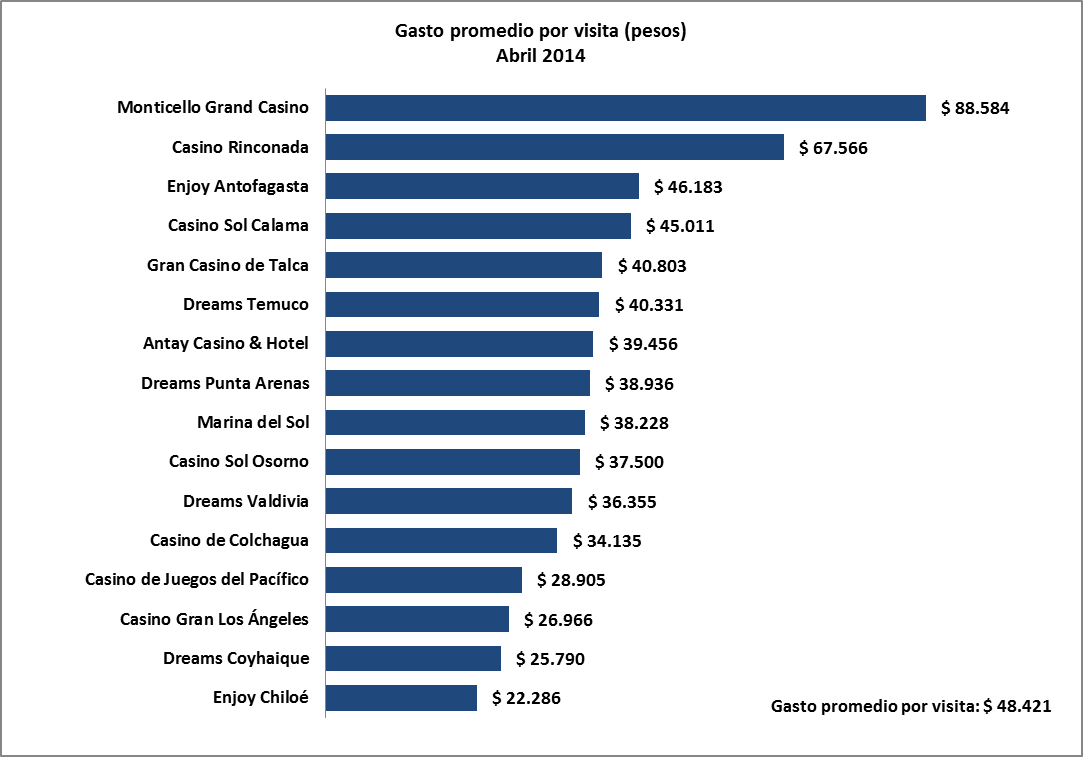 Gasto promedio por visita (pesos)
Abril 2014
Monticello Grand Casino $ 88.584
Casino Rinconada $ 67.566
Enjoy Antofagasta $ 46.183
Casino Sol Calama $ 45.011
Gran Casino de Talca $ 40.803
Dreams Temuco $ 40.331
Antay Casino & Hotel $ 39.456
Dreams Punta Arenas $ 38.936
Marina del Sol $ 38.228
Casino Sol Osorno $ 37.500
Dreams Valdivia $ 36.355
Casino de Colchagua $ 34.135
Casino de Juegos del Pacífico $ 28.905
Casino Gran Los Ángeles $ 26.966
Dreams Coyhaique $ 25.790
Enjoy Chiloé $ 22.286
Gasto promedio por visita: $ 48.421